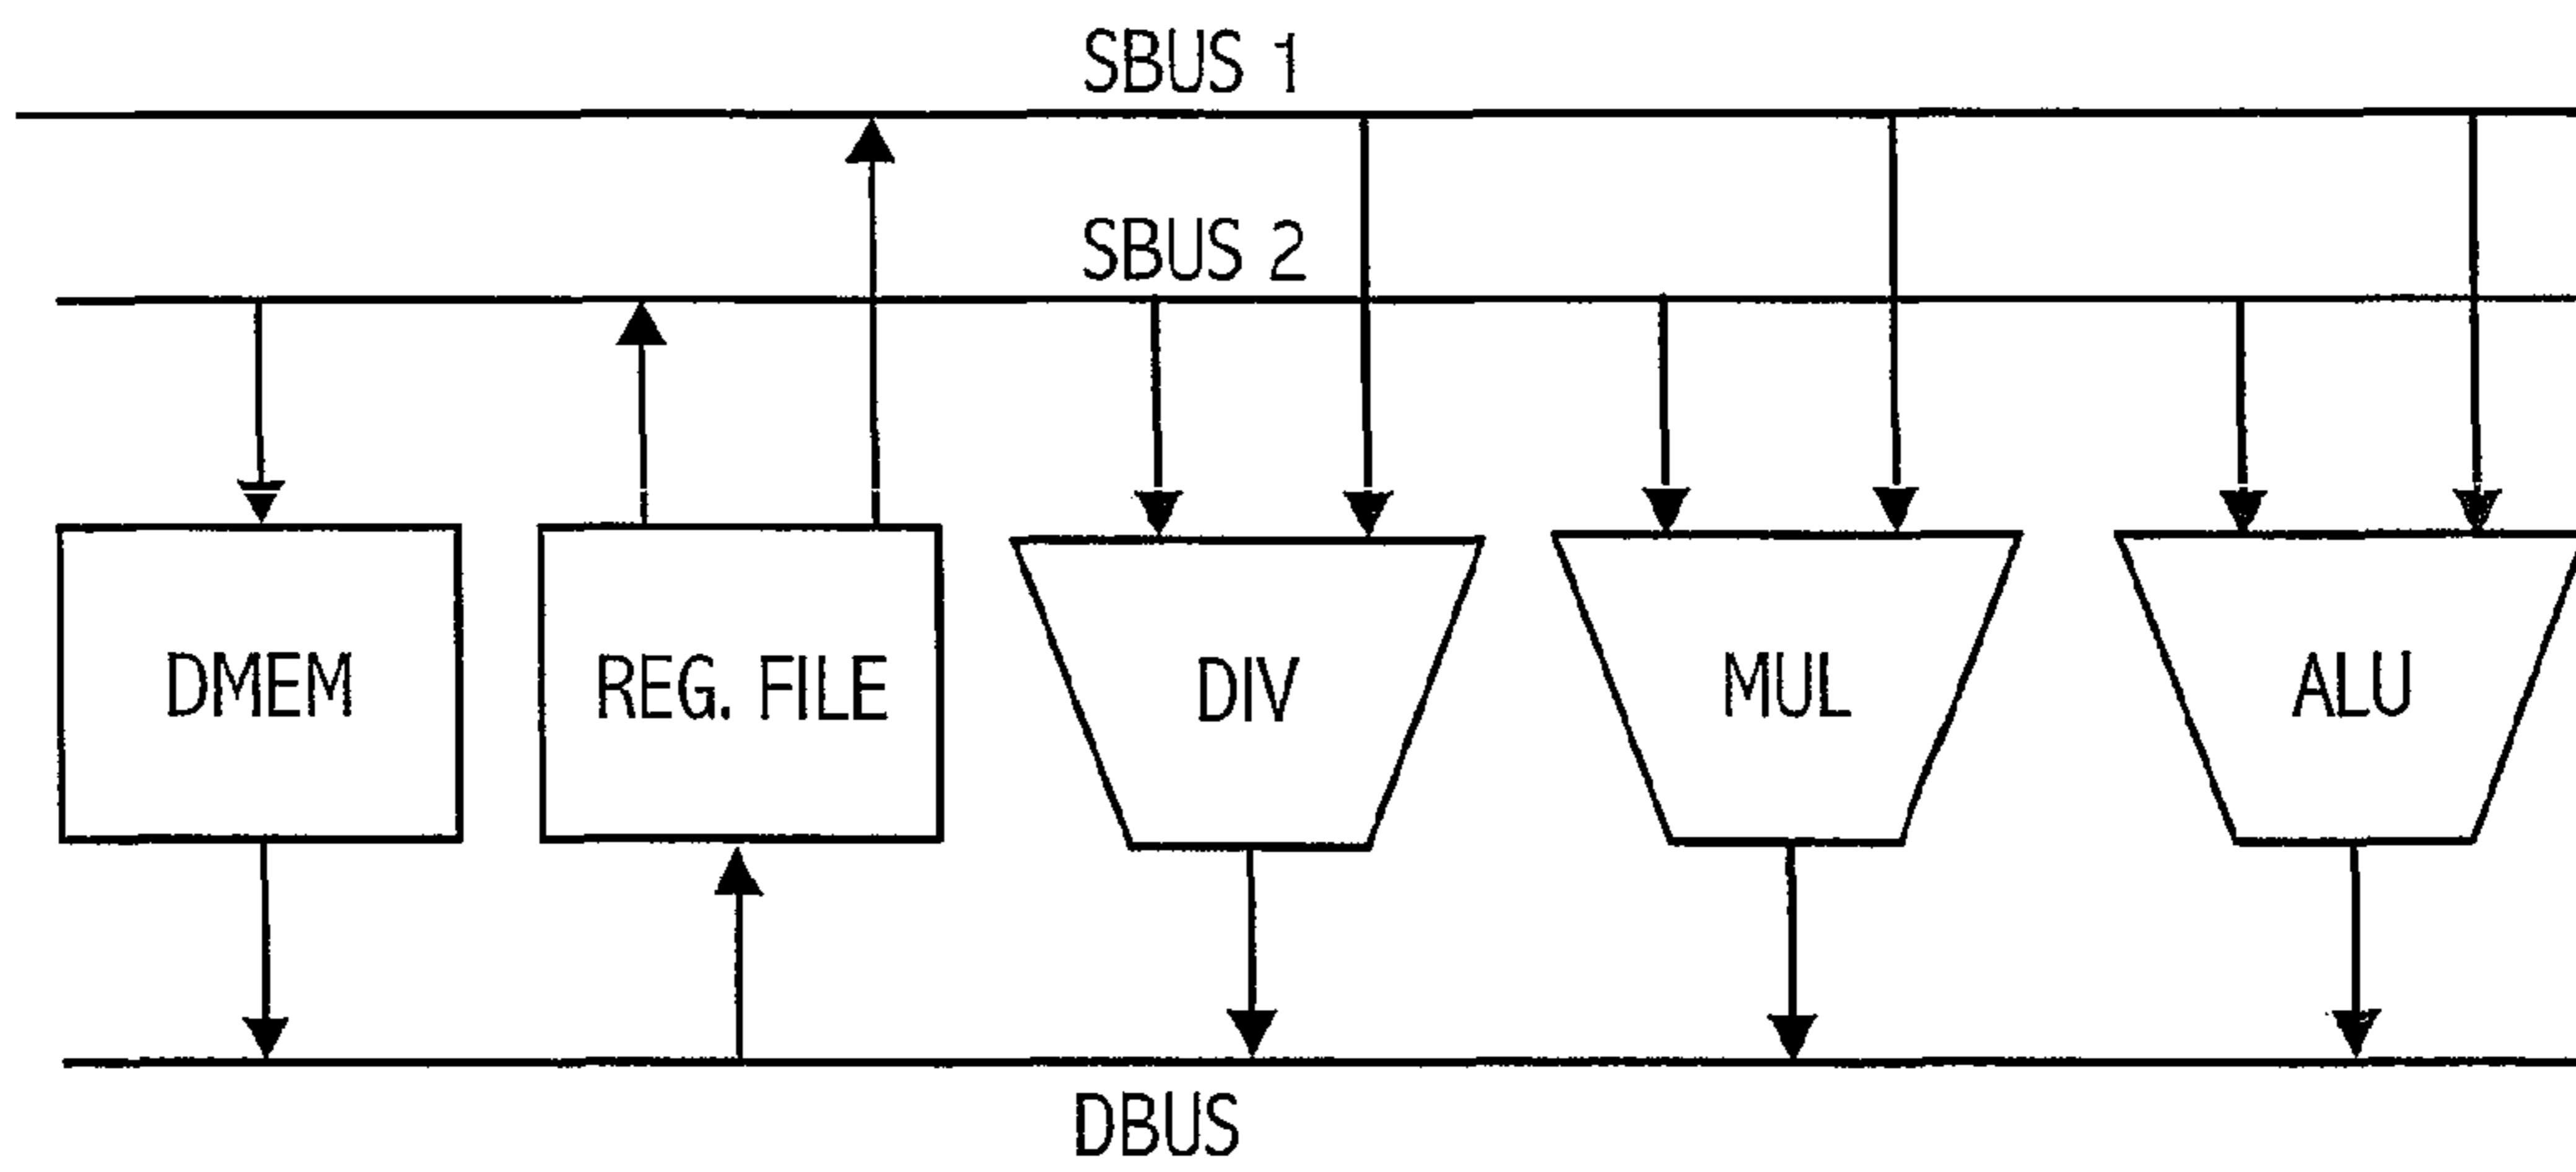 SBUS 1
SBUS 2
DMEM
REG. FILE
DIV
MUL
ALU
DBUS